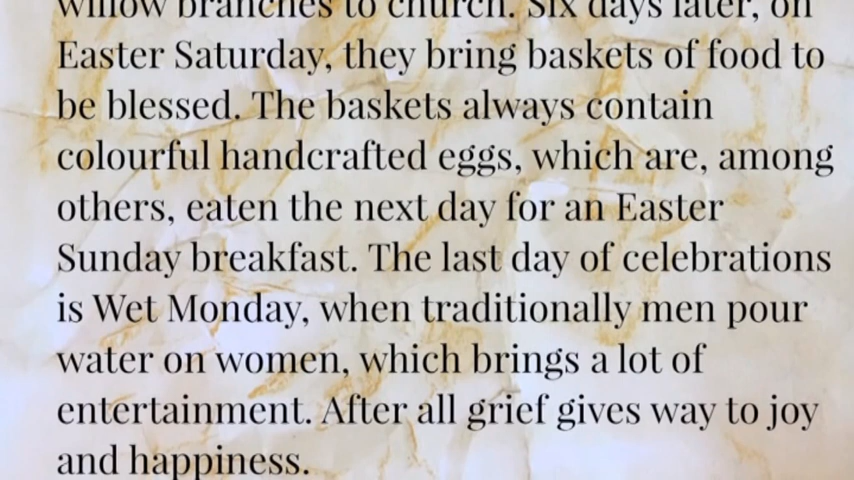 willow branches to church. Six days later, on
Easter Saturday, they bring baskets of food to
be blessed. The baskets always contain
colourful handcrafted eggs, which are, among
others, eaten the next day for an Easter
Sunday breakfast. The last day of celebrations
is Wet Monday, when traditionally men pour
water on women, which brings a lot of
entertainment. After all grief gives way to joy
and happiness.